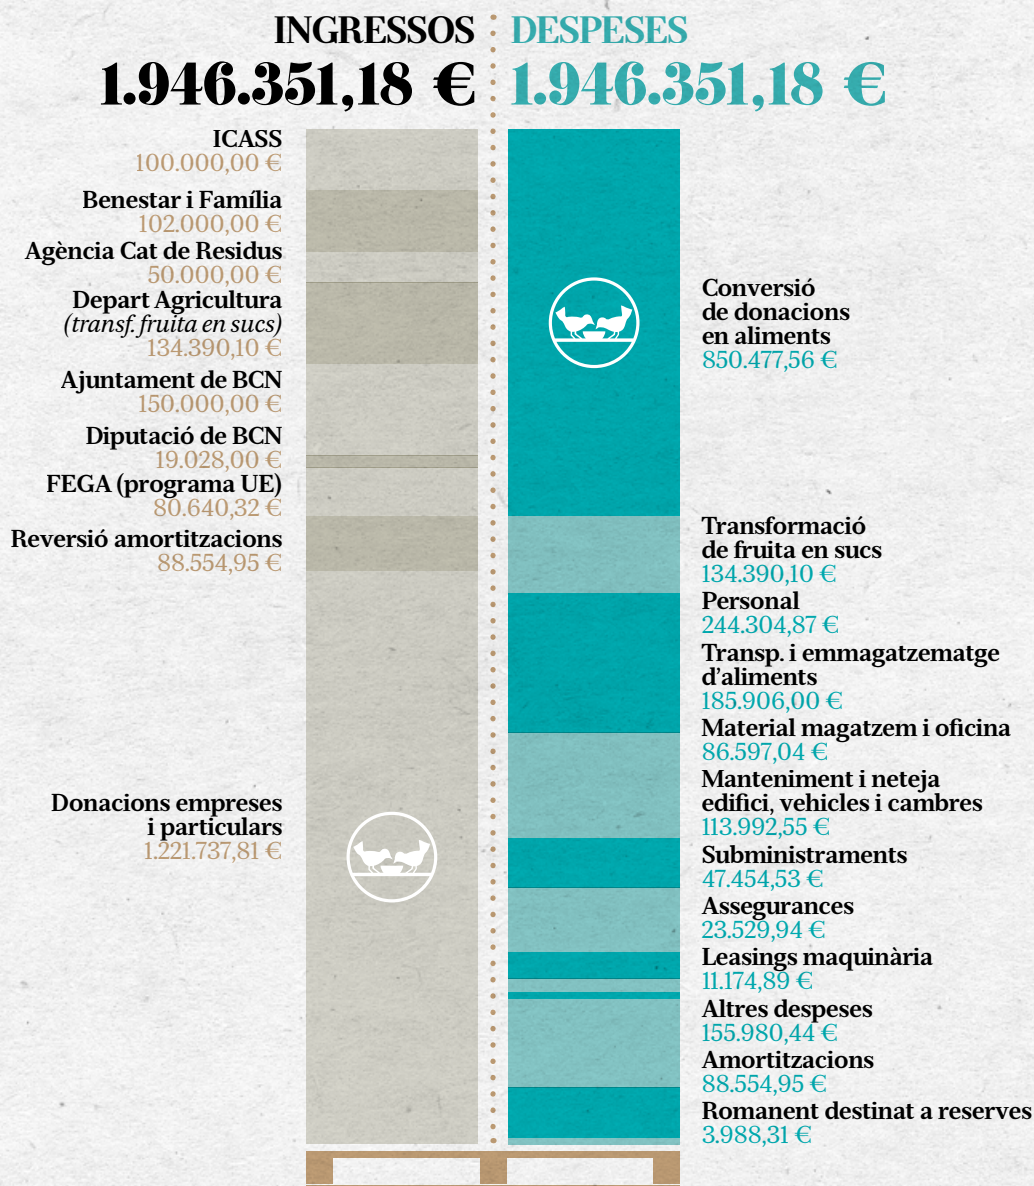 INGRESSOS
1.946.351,18 €
ICASS
100.000,00 €
Benestar i Família
102.000,00 €
Agència Cat de Residus
50.000,00 €
Depart Agricultura
(transf. fruita en sucs)
134.390,10 €
Ajuntament de BCN
150.000,00 €
Diputació de BCN
19.028,00 €
FEGA (programa UE)
80.640,32 €
Reversió amortitzacions
88.554,95 €
Donacions empreses
i particulars
1.221.737,81 €
DESPESES
1.946.351,18 €
Conversió
de donacions
en aliments
850.477,56 €
Transformació
de fruita en sucs
134.390,10 €
Personal
244.304,87 €
Transp. i emmagatzematge
d'aliments
185.906,00 €
Material magatzem i oficina
86.597,04 €
Manteniment i neteja
edifici, vehicles i cambres
113.992,55 €
Subministraments
47.454,53 €
Assegurances
23.529,94 €
Leasings maquinària
11.174,89 €
Altres despeses
155.980,44 €
Amortitzacions
88.554,95 €
Romanent destinat a reserves
3.988,31 €